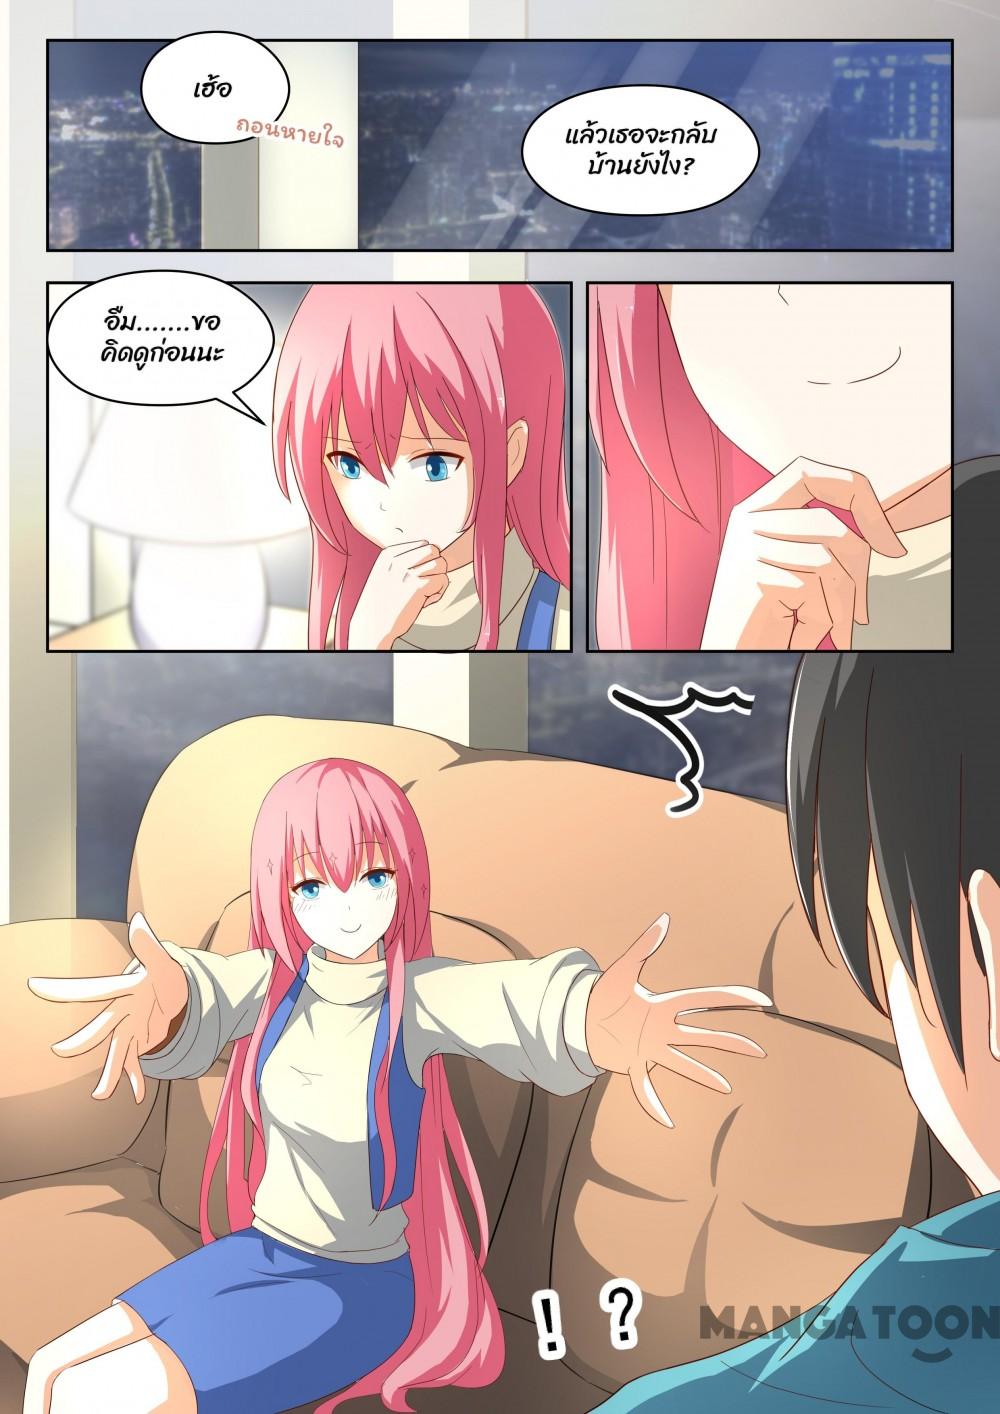 เฮ้อ
ถอนหายใจ
แล้วเธอจะกลับ
บ้านยังไง?
อืม.......ขอ
คิดดูก่อนนะ
! ?
MANGATOON